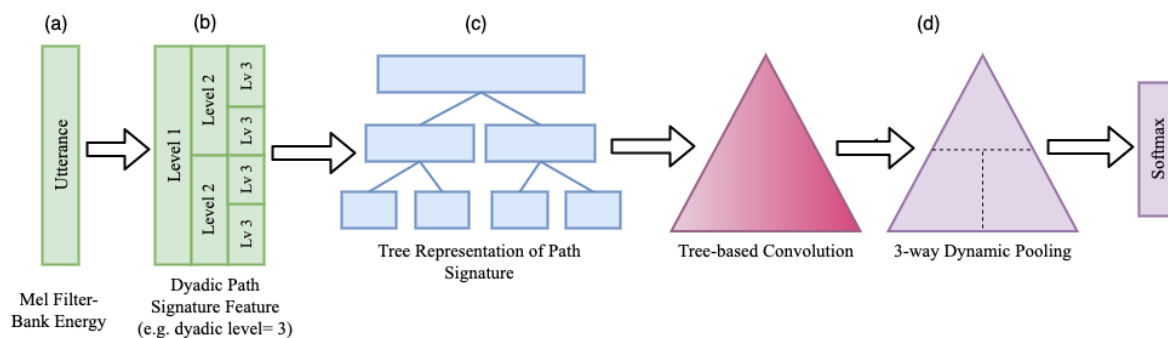 (a)
(b)
(c)
(d)
Utterance
Level 1
Level 2
Level 2
Lv 3
Lv 3
Lv 3
Lv 3
Softmax
Tree Representation of Path
Signature
Tree-based Convolution
3-way Dynamic Pooling
Mel Filter-
Bank Energy
Dyadic Path
Signature Feature
(e.g. dyadic level= 3)